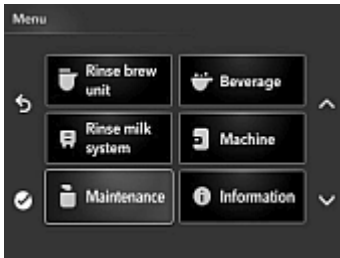 Menu
Rinse brew
unit
Beverage
Rinse milk
system
Machine
Maintenance
Information